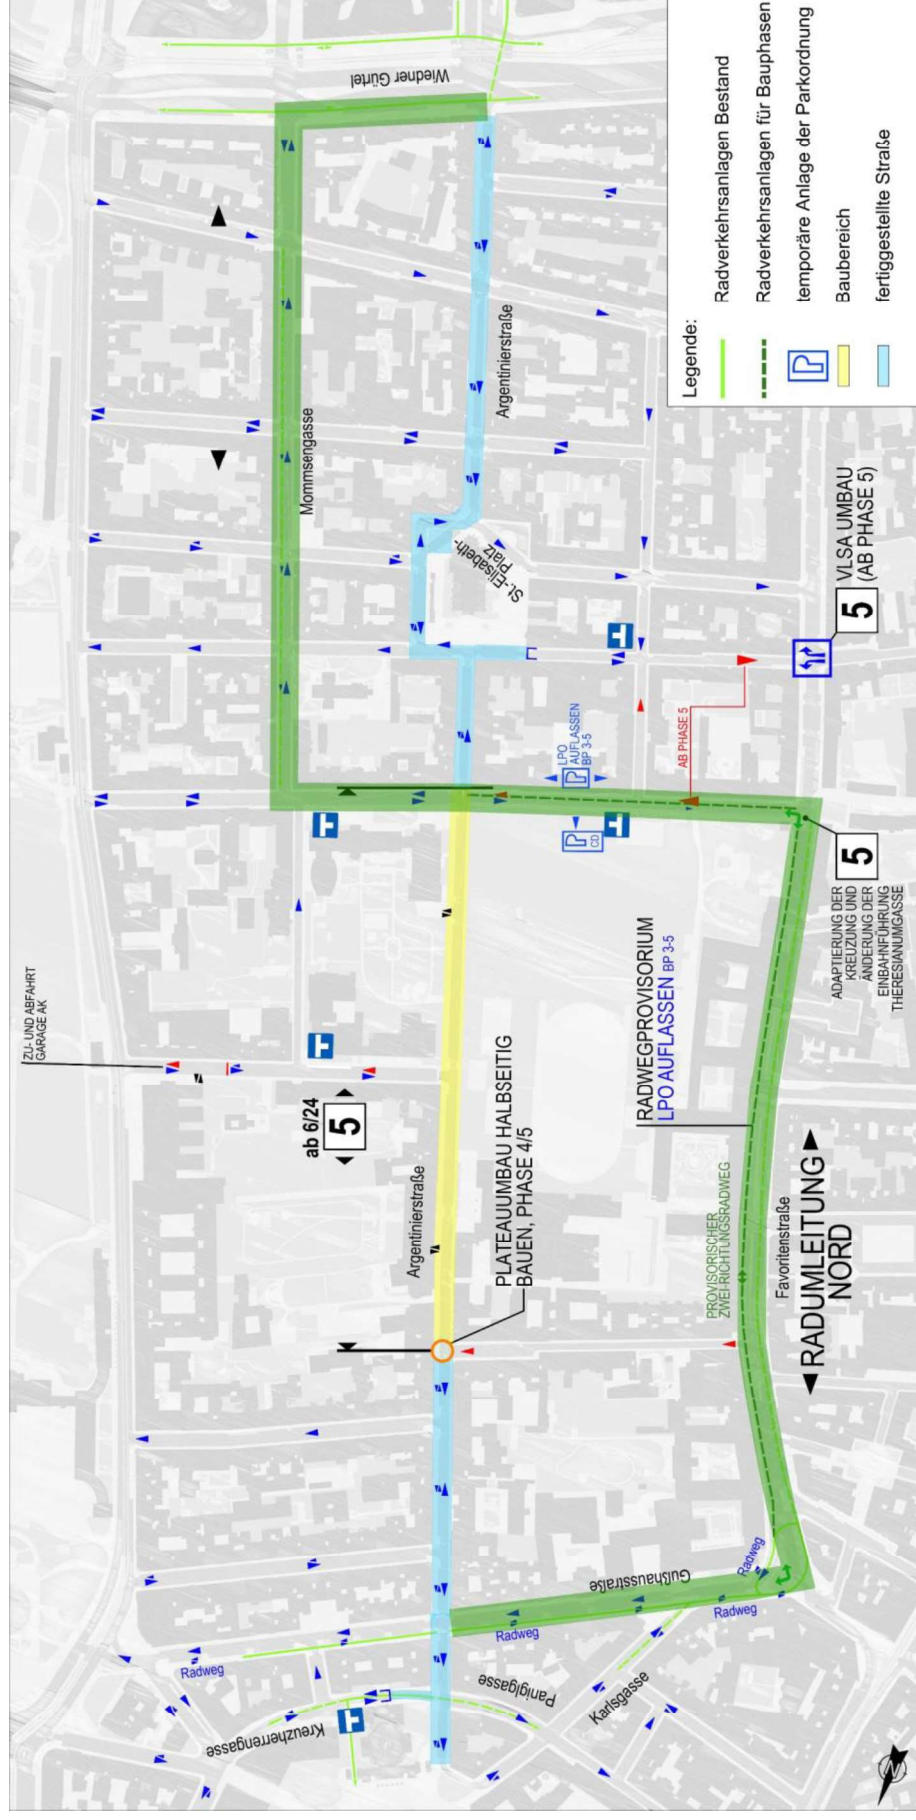 Wiedner Gürtel
Mommsengasse
Argentinierstraße
St.-Elisabeth-
Platz
ZU- UND ABFAHRT
GARAGE AK
ab 6/24
5
Argentinierstraße
PLATEAUUMBAU HALBSEITIG
BAUEN, PHASE 4/5
LPO
AUFLASSEN
BP 3-5
P
P
CD
AB PHASE 5
RADWEGPROVISORIUM
LPO AUFLASSEN BP 3-5
PROVISORISCHER
ZWEI-RICHTUNGSRADWEG
Favoritenstraße
RADUMLEITUNG
NORD
5
ADAPTIERUNG DER
KREUZUNG UND
ÄNDERUNG DER
EINBAHNFÜHRUNG
THERESIANUMGASSE
5
VLSA UMBAU
(AB PHASE 5)
Gußhausstraße
Radweg
Radweg
Radweg
Radweg
Kreuzherrengasse
Paniglgasse
Karlsgasse
N
Legende:
Radverkehrsanlagen Bestand
Radverkehrsanlagen für Bauphasen
P
temporäre Anlage der Parkordnung
Baubereich
fertiggestellte Straße